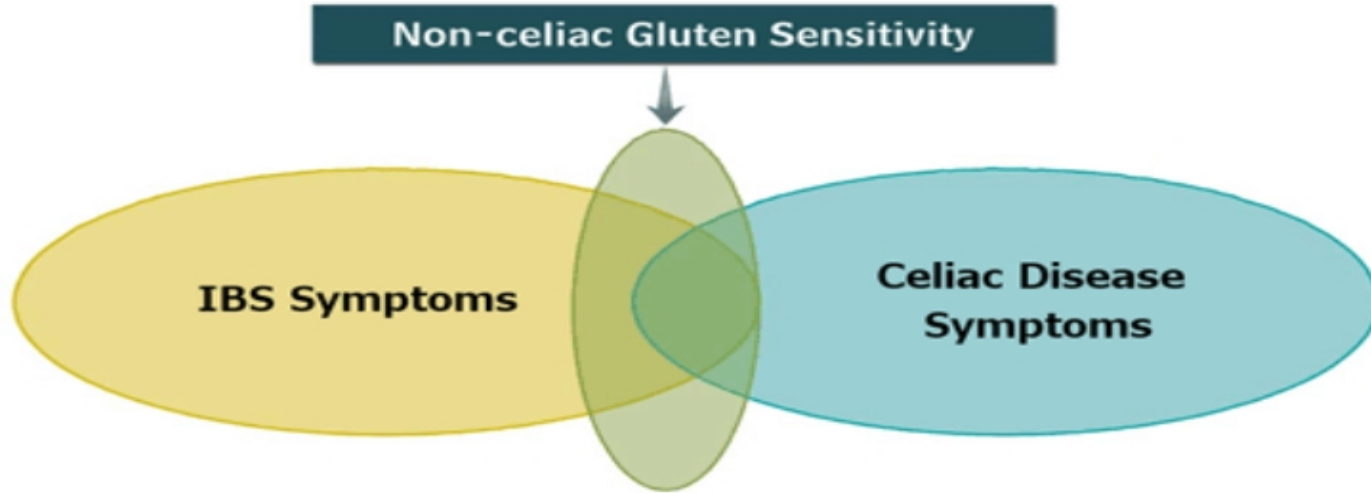 Non-celiac Gluten Sensitivity
IBS Symptoms
Celiac Disease
Symptoms